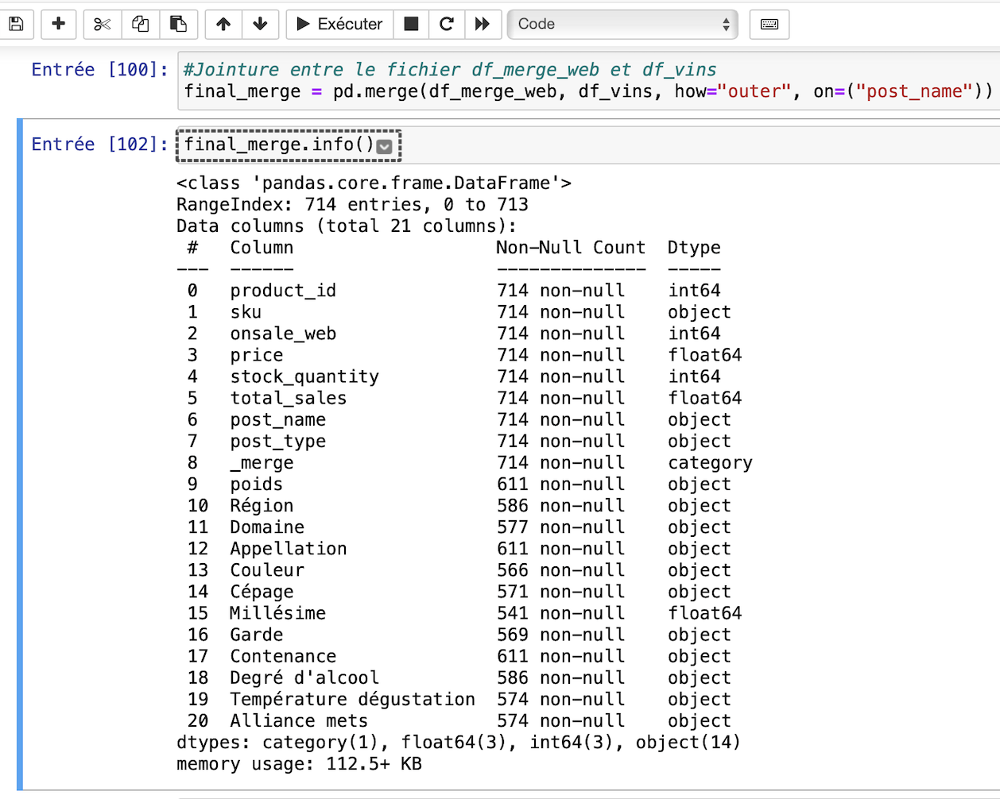 Exécuter
Code
Entrée [100]:
#Jointure entre le fichier df_merge_web et df_vins
final_merge = pd.merge(df_merge_web, df_vins, how="outer", on=("post_name"))
Entrée [102]:
final_merge.info()
<class 'pandas.core.frame.DataFrame'>
RangeIndex: 714 entries, 0 to 713
Data columns (total 21 columns):
#   Column   Non-Null Count   Dtype
---  ------  --------------  -----
0   product_id   714 non-null   int64
1   sku   714 non-null   object
2   onsale_web   714 non-null   int64
3   price   714 non-null   float64
4   stock_quantity   714 non-null   int64
5   total_sales   714 non-null   float64
6   post_name   714 non-null   object
7   post_type   714 non-null   object
8   _merge   714 non-null   category
9   poids   611 non-null   object
10   Région   586 non-null   object
11   Domaine   577 non-null   object
12   Appellation   611 non-null   object
13   Couleur   566 non-null   object
14   Cépage   571 non-null   object
15   Millésime   541 non-null   float64
16   Garde   569 non-null   object
17   Contenance   611 non-null   object
18   Degré d'alcool   586 non-null   object
19   Température dégustation   574 non-null   object
20   Alliance mets   574 non-null   object
dtypes: category(1), float64(3), int64(3), object(14)
memory usage: 112.5+ KB